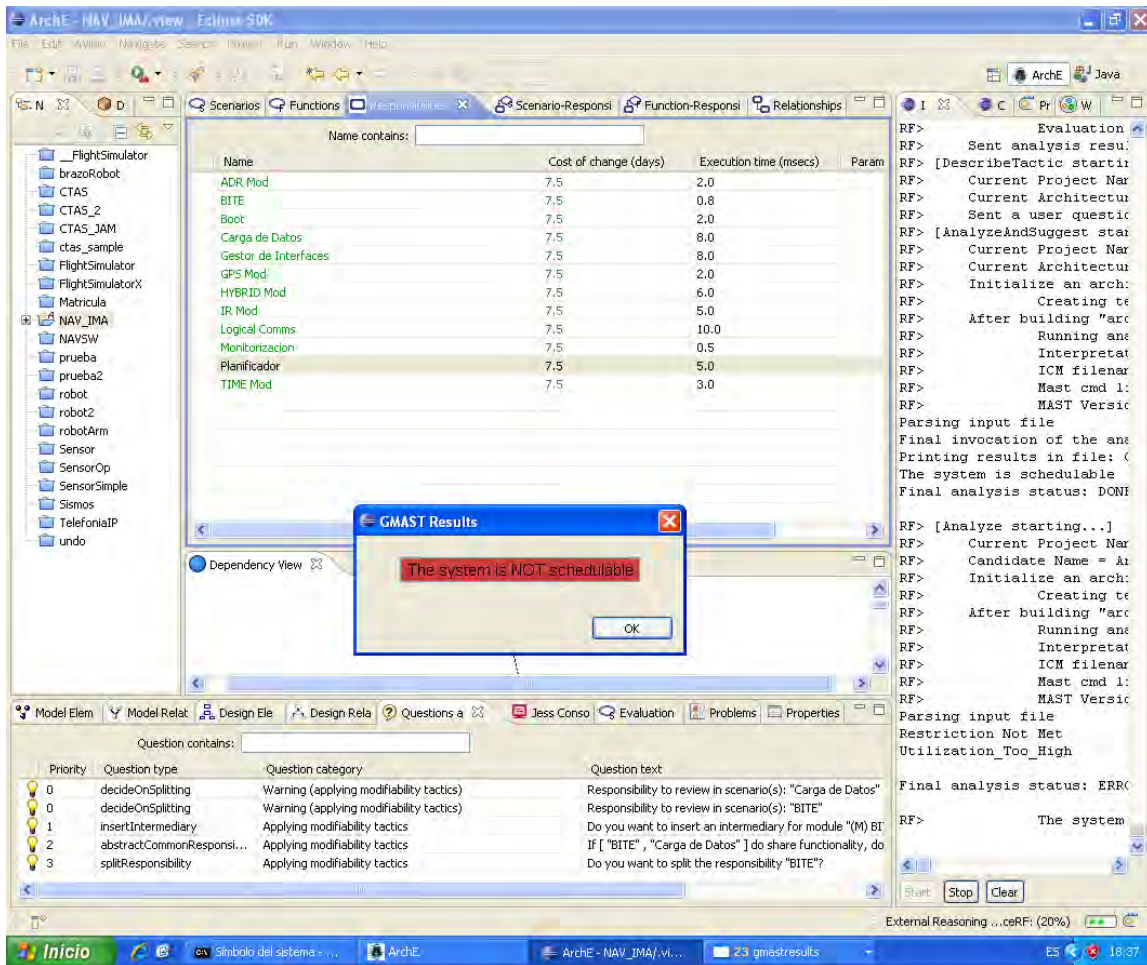 ArchE - NAV_IMA/.view - Eclipse SDK
File Edit Navigate Search Project Run Window Help
ArchE Java
N D
Scenarios Functions Responsibilities Scenario-Responsi Function-Responsi Relationships
I C Pr W
Name contains:
Name Cost of change (days) Execution time (msecs) Param
ADR Mod 7.5 2.0
BITE 7.5 0.8
Boot 7.5 2.0
Carga de Datos 7.5 8.0
Gestor de Interfaces 7.5 8.0
GPS Mod 7.5 2.0
HYBRID Mod 7.5 6.0
IR Mod 7.5 5.0
Logical Comms 7.5 10.0
Monitorizacion 7.5 0.5
Planificador 7.5 5.0
TIME Mod 7.5 3.0
__FlightSimulator
brazoRobot
CTAS
CTAS_2
CTAS_JAM
ctas_sample
FlightSimulator
FlightSimulatorX
Matricula
NAV_IMA
NAVSW
prueba
prueba2
robot
robot2
robotArm
Sensor
SensorOp
SensorSimple
Sismos
TelefoniaIP
undo
RF> Evaluation
RF> Sent analysis resu
RF> [DescribeTactic starti
RF> Current Project Nar
RF> Current Architectur
RF> Sent a user questic
RF> [AnalyzeAndSuggest star
RF> Current Project Nar
RF> Current Architectur
RF> Initialize an archi
RF> Creating te
RF> After building "arc
RF> Running ana
RF> Interpretat
RF> ICM filenar
RF> Mast cmd li
RF> MAST Versic
Parsing input file
Final invocation of the ana
Printing results in file: C
The system is schedulable
Final analysis status: DONE
RF> [Analyze starting...]
RF> Current Project Nar
RF> Candidate Name = Ar
RF> Initialize an archi
RF> Creating te
RF> After building "arc
RF> Running ana
RF> Interpretat
RF> ICM filenar
RF> Mast cmd li
RF> MAST Versic
Parsing input file
Restriction Not Met
Utilization_Too_High
Final analysis status: ERRC
RF> The system
Start Stop Clear
Dependency View
GMAST Results
The system is NOT schedulable
OK
Model Elem Model Relat Design Ele Design Rela Questions a Jess Conso Evaluation Problems Properties
Question contains:
Priority Question type Question category Question text
0 decideOnSplitting Warning (applying modifiability tactics) Responsibility to review in scenario(s): "Carga de Datos"
0 decideOnSplitting Warning (applying modifiability tactics) Responsibility to review in scenario(s): "BITE"
1 insertIntermediary Applying modifiability tactics Do you want to insert an intermediary for module "(M) BI
2 abstractCommonResponsi... Applying modifiability tactics If [ "BITE" , "Carga de Datos" ] do share functionality, do
3 splitResponsibility Applying modifiability tactics Do you want to split the responsibility "BITE"?
External Reasoning ...ceRF: (20%)
Inicio Símbolo del sistema - ... ArchE ArchE - NAV_IMA/.vi... 23 gmastresults ES 18:37